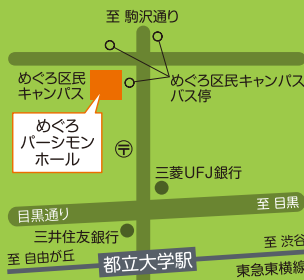 至 駒沢通り
めぐろ区民
キャンパス
めぐろ区民キャンパス
バス停
めぐろ
パーシモン
ホール
〒
三菱UFJ銀行
目黒通り
至 目黒
三井住友銀行
至 渋谷
至 自由が丘
都立大学駅
東急東横線